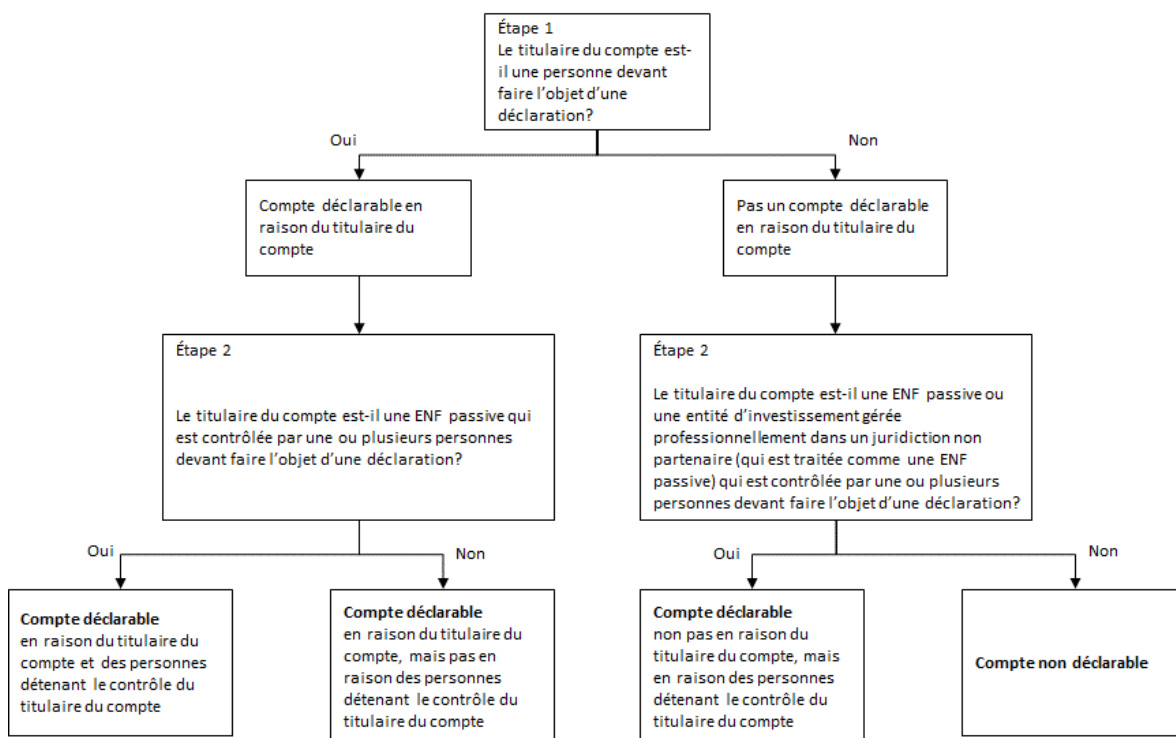 Étape 1
Le titulaire du compte est-
il une personne devant
faire l'objet d'une
déclaration?
Oui
Non
Compte déclarable en
raison du titulaire du
compte
Pas un compte déclarable
en raison du titulaire du
compte
Étape 2
Le titulaire du compte est-il une ENF passive qui
est contrôlée par une ou plusieurs personnes
devant faire l'objet d'une déclaration?
Étape 2
Le titulaire du compte est-il une ENF passive ou
une entité d'investissement gérée
professionnellement dans un juridiction non
partenaire (qui est traitée comme une ENF
passive) qui est contrôlée par une ou plusieurs
personnes devant faire l'objet d'une déclaration?
Oui
Non
Oui
Non
Compte déclarable
en raison du titulaire du
compte et des personnes
détenant le contrôle du
titulaire du compte
Compte déclarable
en raison du titulaire du
compte, mais pas en
raison des personnes
détenant le contrôle du
titulaire du compte
Compte déclarable
non pas en raison du
titulaire du compte, mais
en raison des personnes
détenant le contrôle du
titulaire du compte
Compte non déclarable